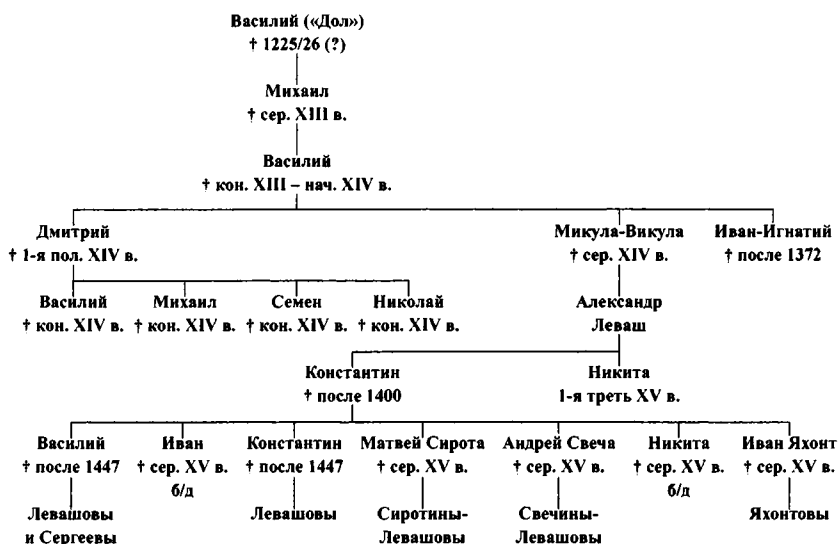 Василий («Дол»)
† 1225/26 (?)
Михаил
† сер. XIII в.
Василий
† кон. XIII – нач. XIV в.
Дмитрий
† 1-я пол. XIV в.
Микула-Викула
† сер. XIV в.
Иван-Игнатий
† после 1372
Василий
† кон. XIV в.
Михаил
† кон. XIV в.
Семен
† кон. XIV в.
Николай
† кон. XIV в.
Александр
Леваш
Константин
† после 1400
Никита
1-я треть XV в.
Василий
† после 1447
Иван
† сер. XV в.
б/д
Константин
† после 1447
Матвей Сирота
† сер. XV в.
Андрей Свеча
† сер. XV в.
Никита
† сер. XV в.
б/д
Иван Яхонт
† сер. XV в.
Левашовы
и Сергеевы
Левашовы
Сиротины-
Левашовы
Свечины-
Левашовы
Яхонтовы